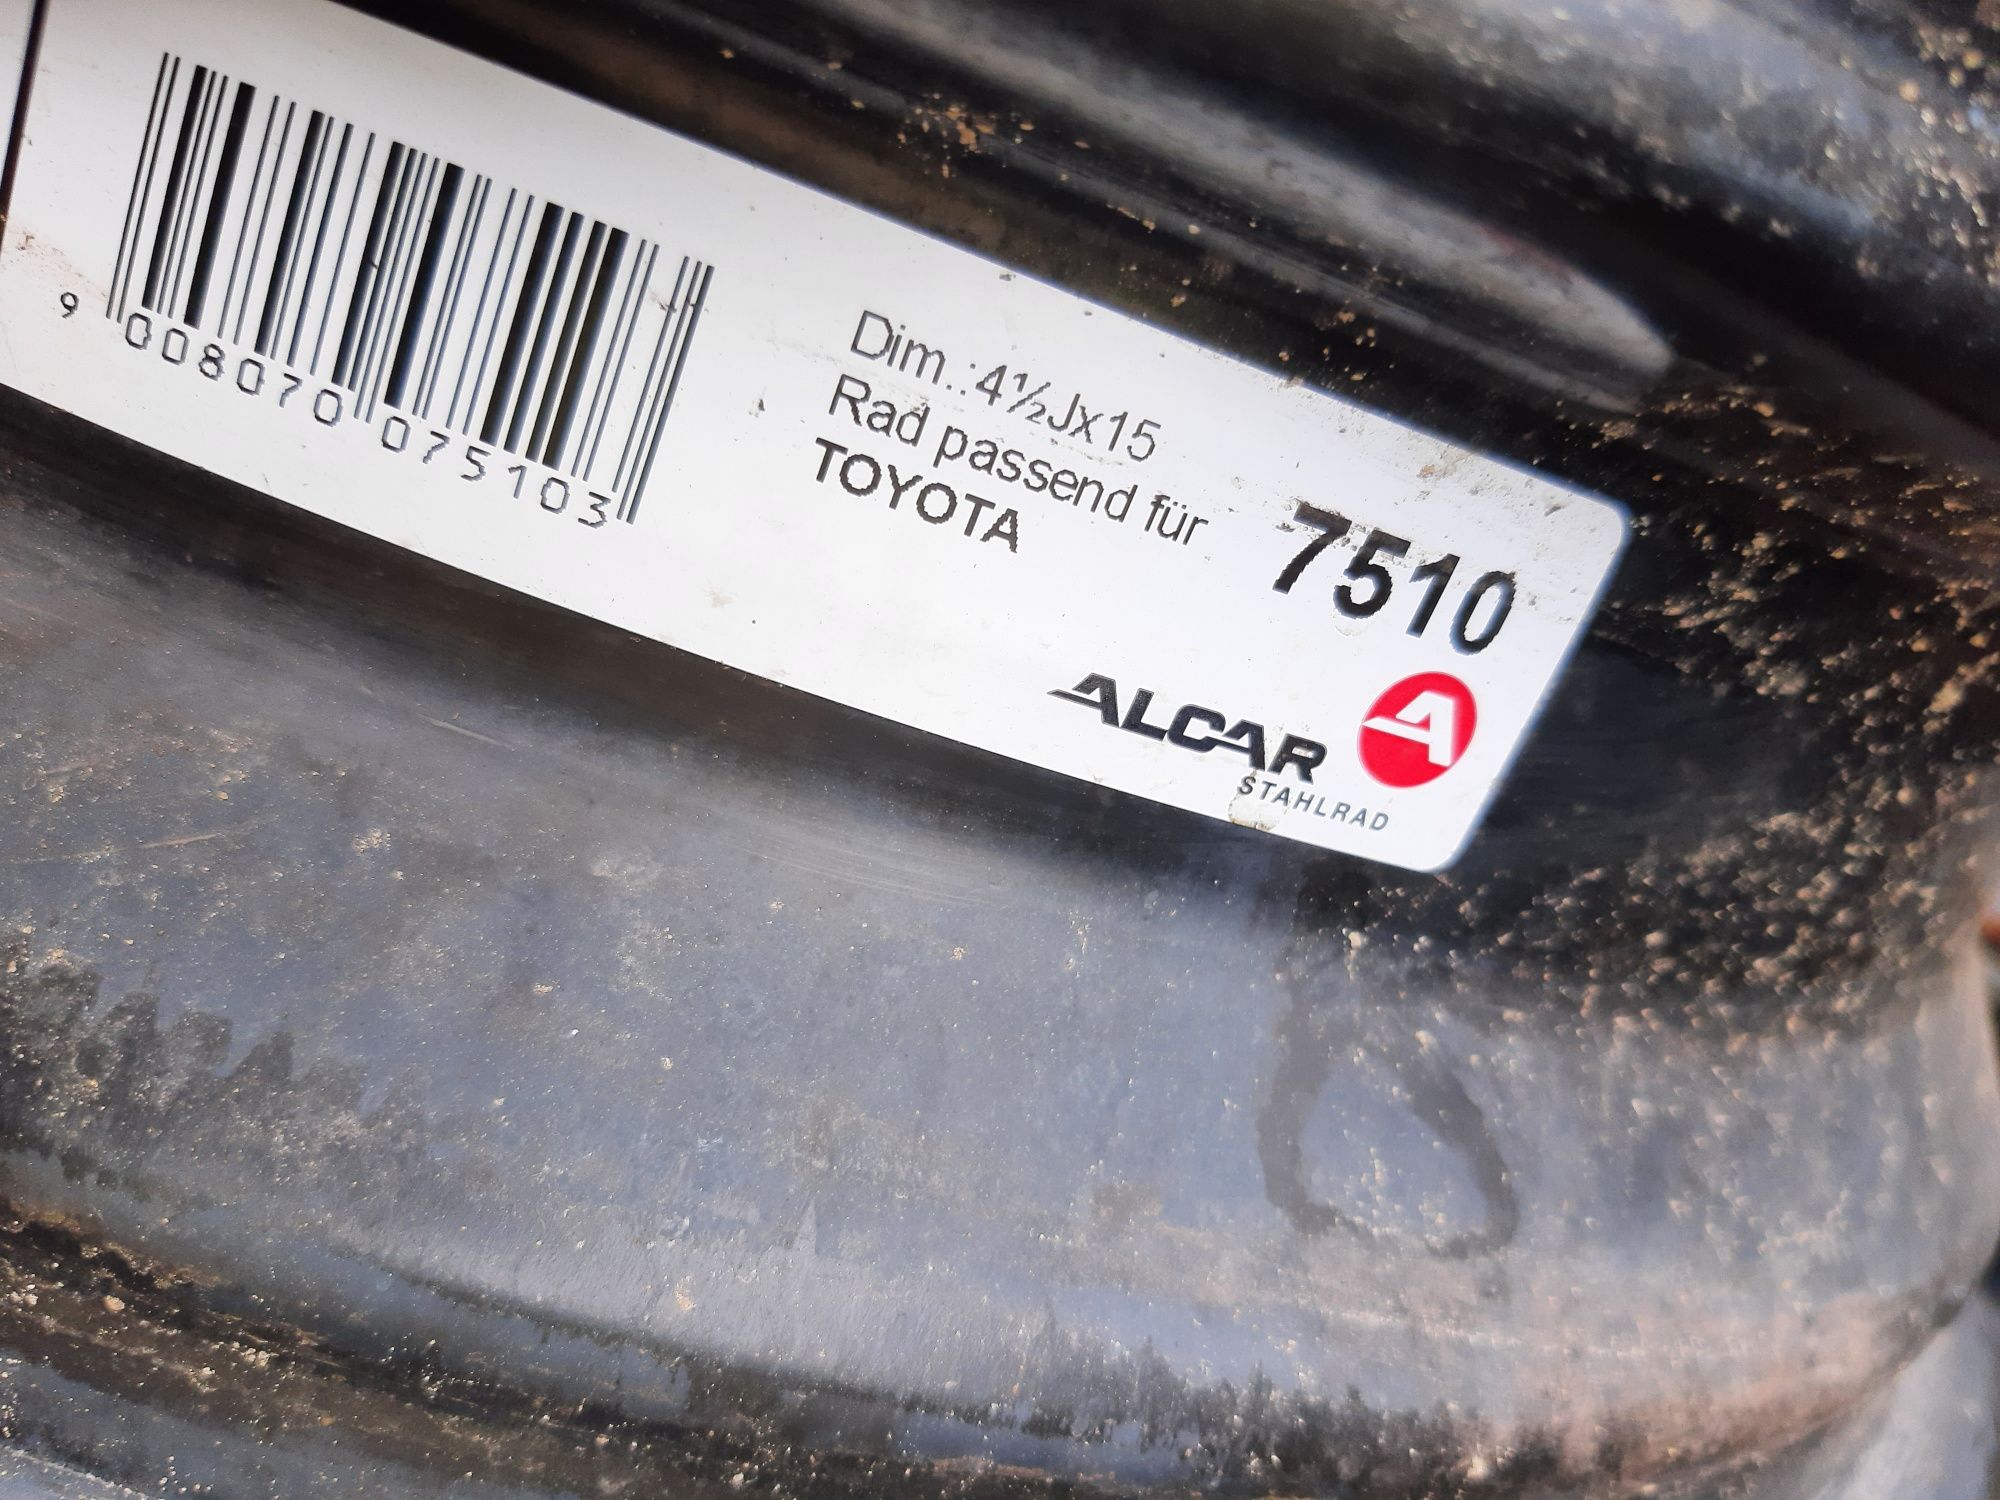 9 008070 075103
Dim.:4½Jx15
Rad passend für
TOYOTA
7510
ALCAR
STAHLRAD